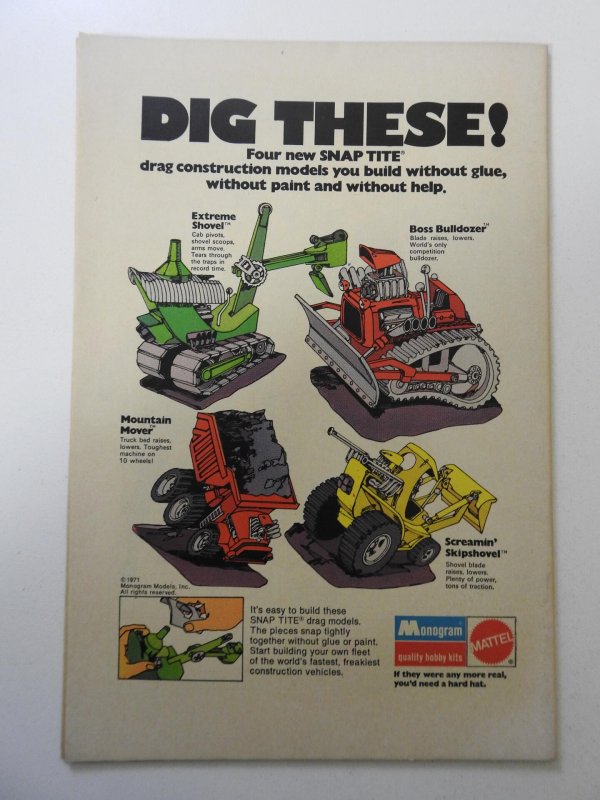 DIG THESE!
Four new SNAP TITE®
drag construction models you build without glue,
without paint and without help.
Extreme
Shovel™
Cab pivots,
shovel scoops,
arms move.
Tears through
the traps in
record time.
Boss Bulldozer™
Blade raises, lowers.
World's only
competition
bulldozer.
Mountain
Mover™
Truck bed raises,
lowers. Toughest
machine on
10 wheels!
Screamin'
Skipshovel™
Shovel blade
raises, lowers.
Plenty of power,
tons of traction.
©1971
Monogram Models, Inc.
All rights reserved.
It's easy to build these
SNAP TITE® drag models.
The pieces snap tightly
together without glue or paint.
Start building your own fleet
of the world's fastest, freakiest
construction vehicles.
Monogram
quality hobby kits
MATTEL
®
If they were any more real,
you'd need a hard hat.